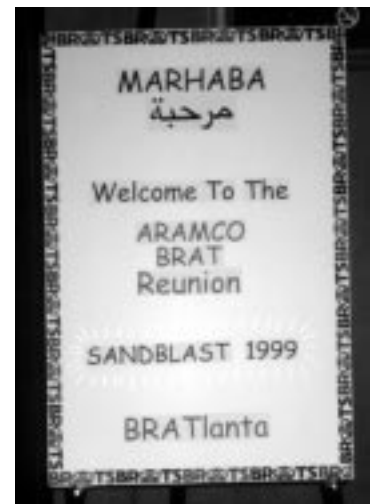 MARHABA
مرحبة
Welcome To The
ARAMCO
BRAT
Reunion
SANDBLAST 1999
BRATlanta